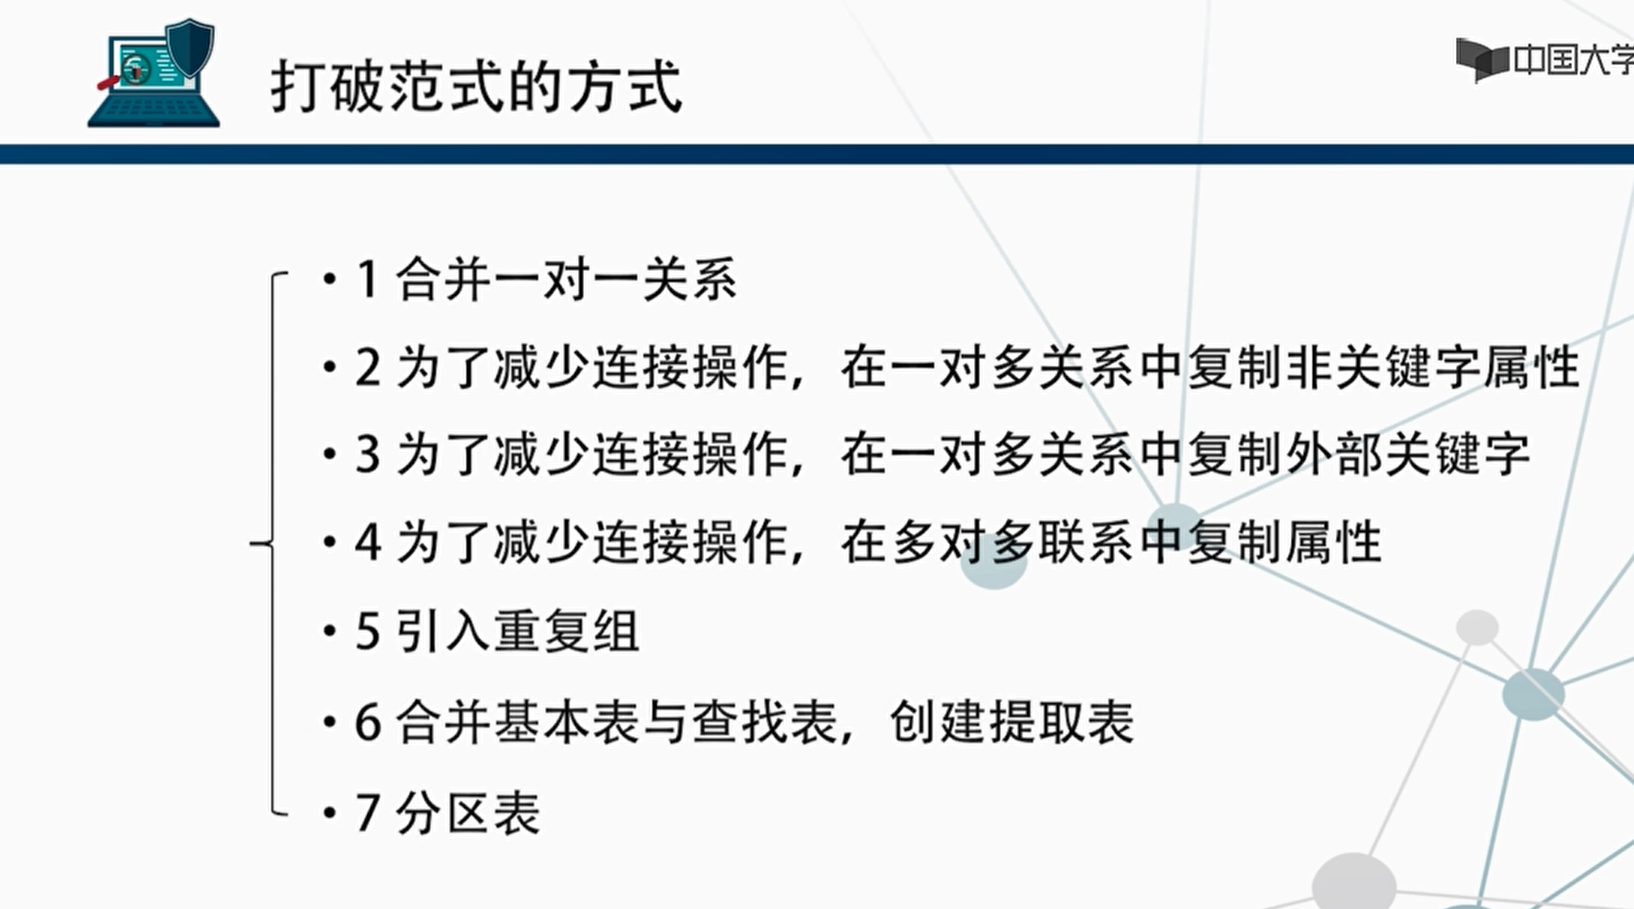 打破范式的方式
中国大学
• 1 合并一对一关系
• 2 为了减少连接操作，在一对多关系中复制非关键字属性
• 3 为了减少连接操作，在一对多关系中复制外部关键字
• 4 为了减少连接操作，在多对多联系中复制属性
• 5 引入重复组
• 6 合并基本表与查找表，创建提取表
• 7 分区表